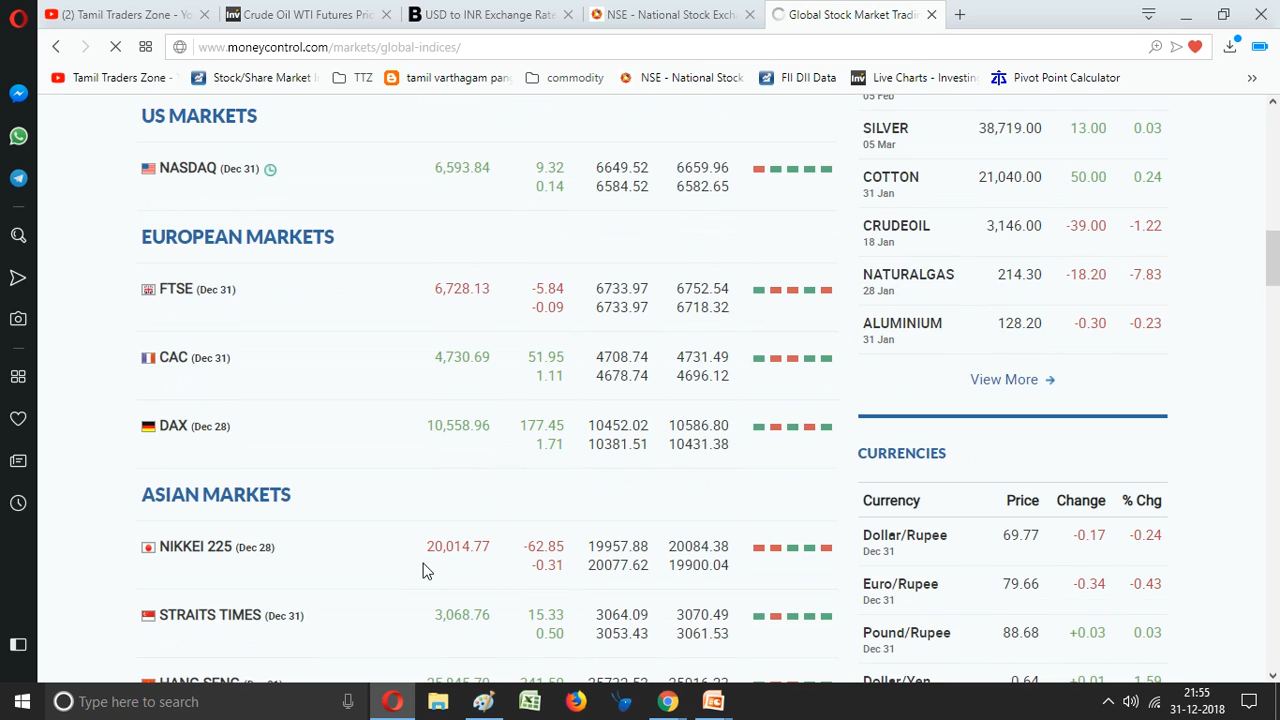 (2) Tamil Traders Zone - Yo
Crude Oil WTI Futures Pric
USD to INR Exchange Rate
NSE - National Stock Exch
Global Stock Market Tradi
www.moneycontrol.com/markets/global-indices/
Tamil Traders Zone -
Stock/Share Market I
TTZ
tamil varthagam pan
commodity
NSE - National Stock
FII DII Data
Live Charts - Investin
Pivot Point Calculator
US MARKETS
NASDAQ (Dec 31) 6,593.84 9.32 6649.52 6659.96
0.14 6584.52 6582.65
EUROPEAN MARKETS
FTSE (Dec 31) 6,728.13 -5.84 6733.97 6752.54
-0.09 6733.97 6718.32
CAC (Dec 31) 4,730.69 51.95 4708.74 4731.49
1.11 4678.74 4696.12
DAX (Dec 28) 10,558.96 177.45 10452.02 10586.80
1.71 10381.51 10431.38
ASIAN MARKETS
NIKKEI 225 (Dec 28) 20,014.77 -62.85 19957.88 20084.38
-0.31 20077.62 19900.04
STRAITS TIMES (Dec 31) 3,068.76 15.33 3064.09 3070.49
0.50 3053.43 3061.53
05 Feb
SILVER 38,719.00 13.00 0.03
05 Mar
COTTON 21,040.00 50.00 0.24
31 Jan
CRUDEOIL 3,146.00 -39.00 -1.22
18 Jan
NATURALGAS 214.30 -18.20 -7.83
28 Jan
ALUMINIUM 128.20 -0.30 -0.23
31 Jan
View More
CURRENCIES
Currency Price Change % Chg
Dollar/Rupee 69.77 -0.17 -0.24
Dec 31
Euro/Rupee 79.66 -0.34 -0.43
Dec 31
Pound/Rupee 88.68 +0.03 0.03
Dec 31
Type here to search
21:55
31-12-2018